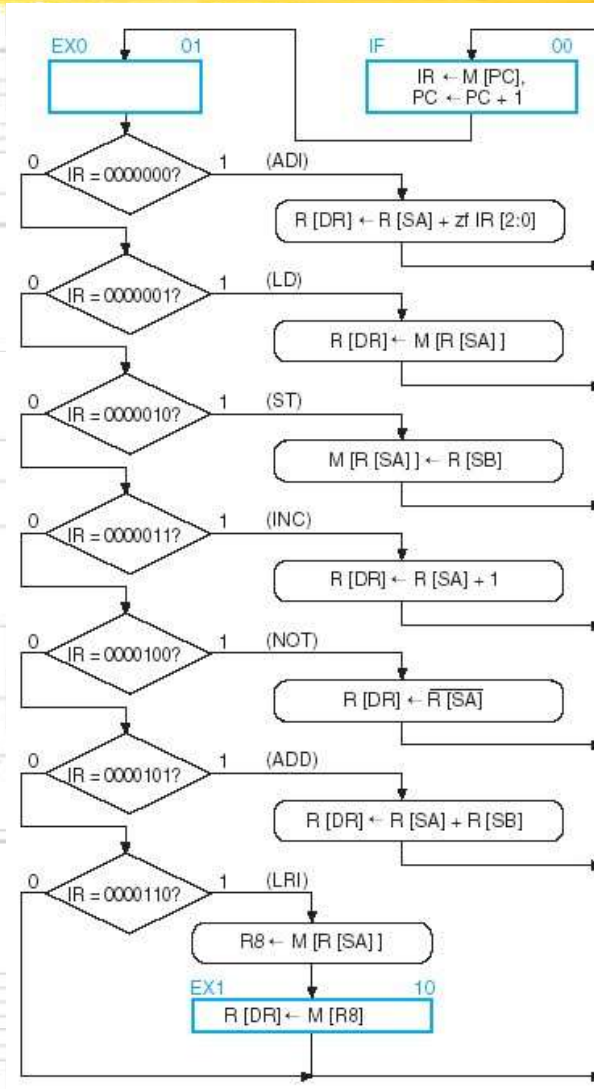 EX0 01
IF 00
IR ← M [PC],
PC ← PC + 1
0 IR = 0000000? 1 (ADI)
R [DR] ← R [SA] + zf IR [2:0]
0 IR = 0000001? 1 (LD)
R [DR] ← M [R [SA] ]
0 IR = 0000010? 1 (ST)
M [R [SA] ] ← R [SB]
0 IR = 0000011? 1 (INC)
R [DR] ← R [SA] + 1
0 IR = 0000100? 1 (NOT)
R [DR] ← R̅ ̅[̅S̅A̅]̅
0 IR = 0000101? 1 (ADD)
R [DR] ← R [SA] + R [SB]
0 IR = 0000110? 1 (LRI)
R8 ← M [R [SA] ]
EX1 10
R [DR] ← M [R8]